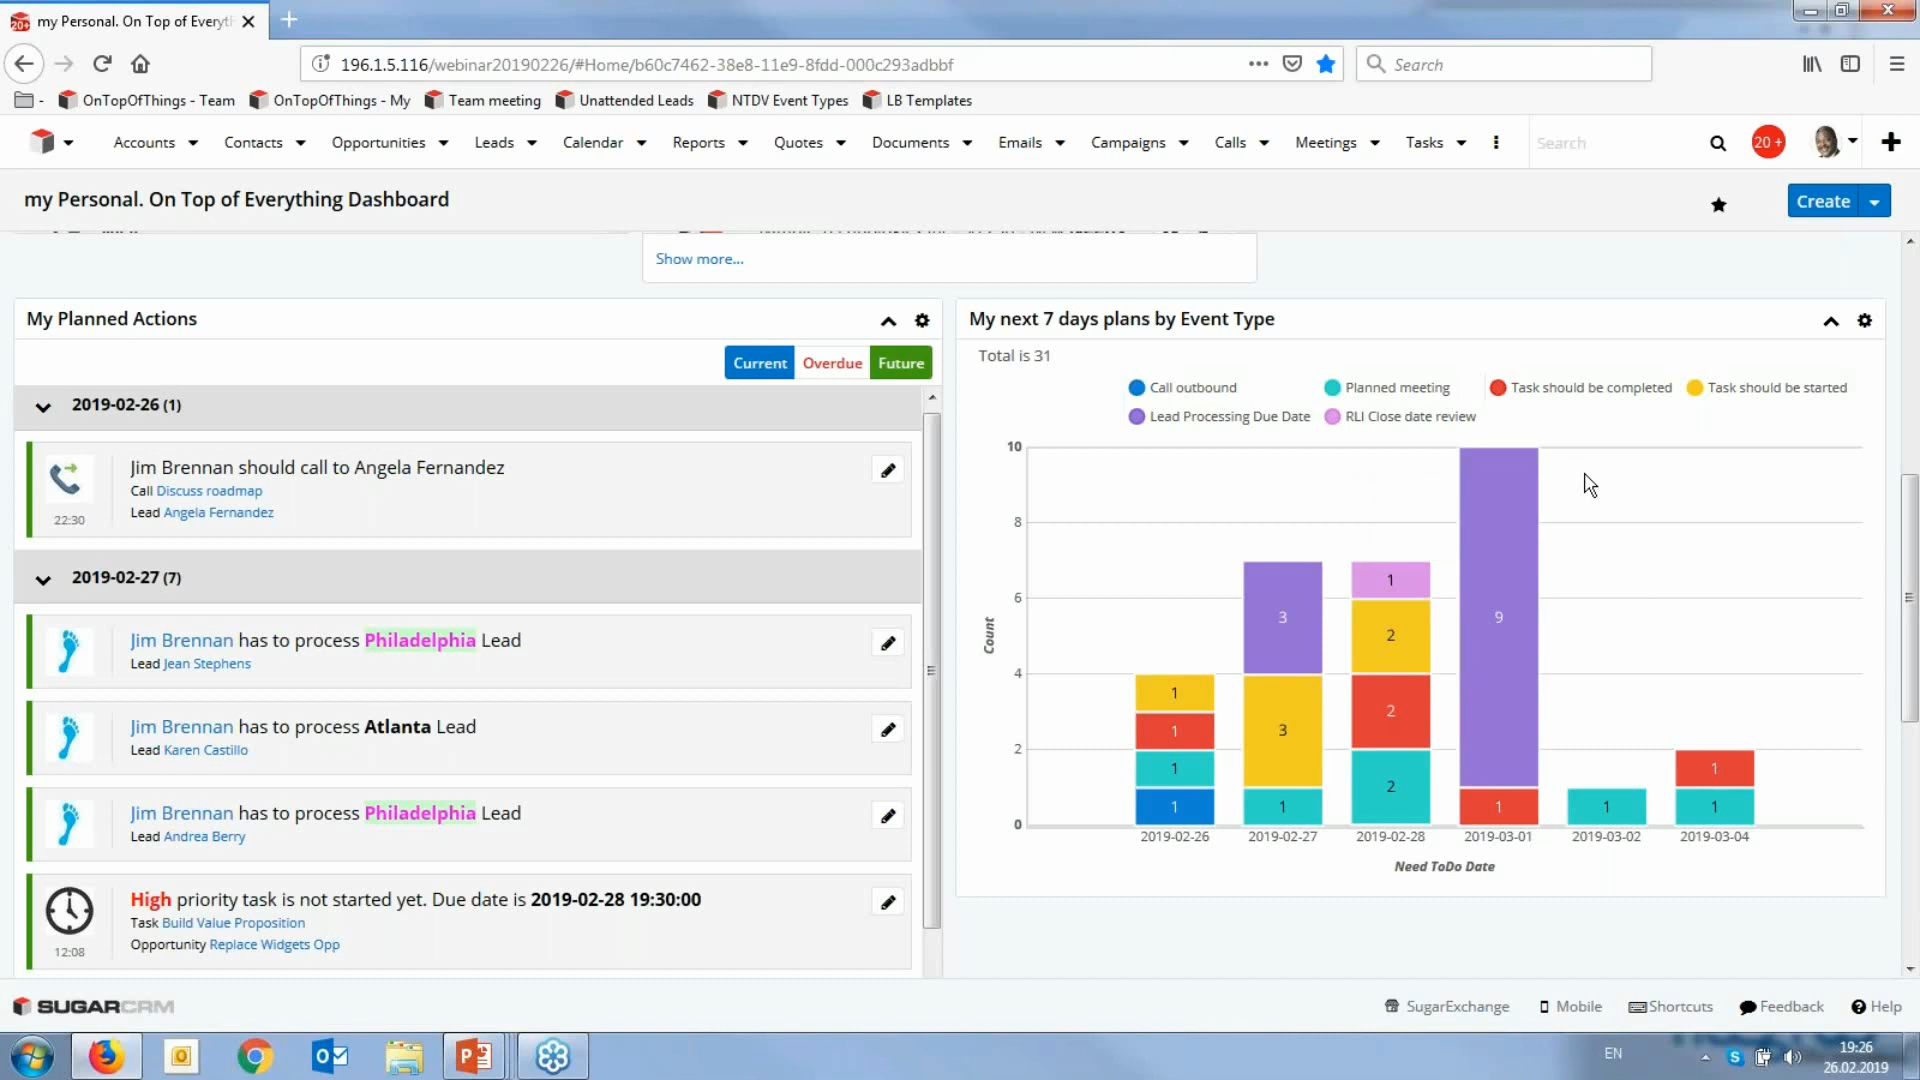 my Personal. On Top of Everyth
196.1.5.116/webinar20190226/#Home/b60c7462-38e8-11e9-8fdd-000c293adbbf
Search
OnTopOfThings - Team
OnTopOfThings - My
Team meeting
Unattended Leads
NTDV Event Types
LB Templates
Accounts
Contacts
Opportunities
Leads
Calendar
Reports
Quotes
Documents
Emails
Campaigns
Calls
Meetings
Tasks
Search
20 +
my Personal. On Top of Everything Dashboard
Create
Show more...
My Planned Actions
Current
Overdue
Future
2019-02-26 (1)
Jim Brennan should call to Angela Fernandez
Call Discuss roadmap
Lead Angela Fernandez
22:30
2019-02-27 (7)
Jim Brennan has to process Philadelphia Lead
Lead Jean Stephens
Jim Brennan has to process Atlanta Lead
Lead Karen Castillo
Jim Brennan has to process Philadelphia Lead
Lead Andrea Berry
High priority task is not started yet. Due date is 2019-02-28 19:30:00
Task Build Value Proposition
Opportunity Replace Widgets Opp
12:08
My next 7 days plans by Event Type
Total is 31
Call outbound
Planned meeting
Task should be completed
Task should be started
Lead Processing Due Date
RLI Close date review
10
8
6
4
2
0
Count
1
1
1
1
3
3
1
1
2
2
2
9
1
1
1
1
2019-02-26
2019-02-27
2019-02-28
2019-03-01
2019-03-02
2019-03-04
Need ToDo Date
SUGARCRM
SugarExchange
Mobile
Shortcuts
Feedback
Help
EN
19:26
26.02.2019